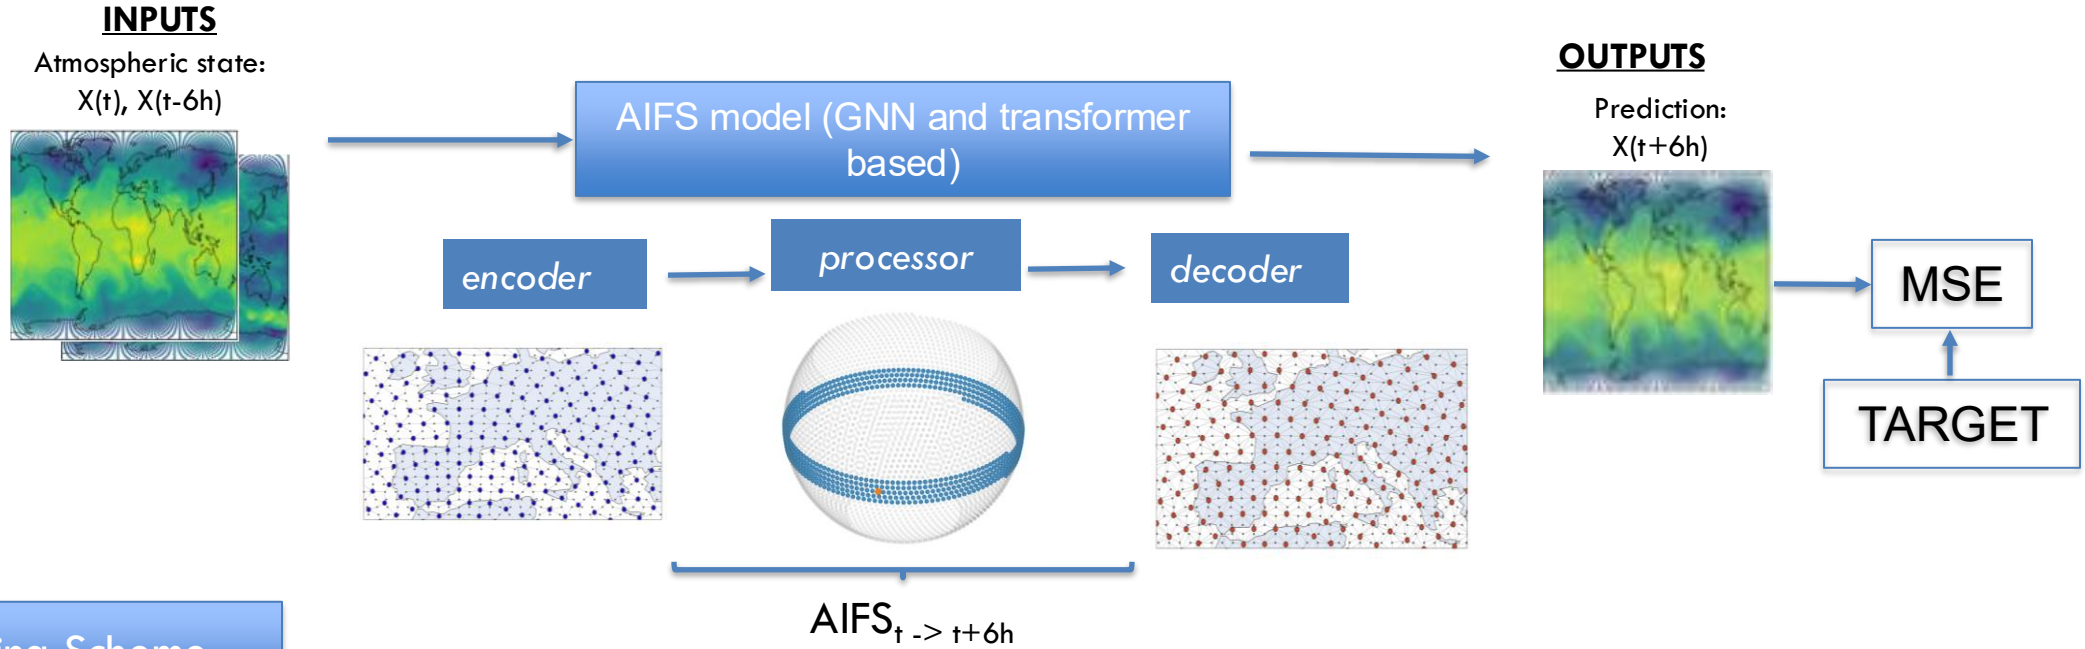 INPUTS
Atmospheric state:
X(t), X(t-6h)
AIFS model (GNN and transformer
based)
OUTPUTS
Prediction:
X(t+6h)
encoder
processor
decoder
MSE
TARGET
AIFSt -> t+6h
Scheme